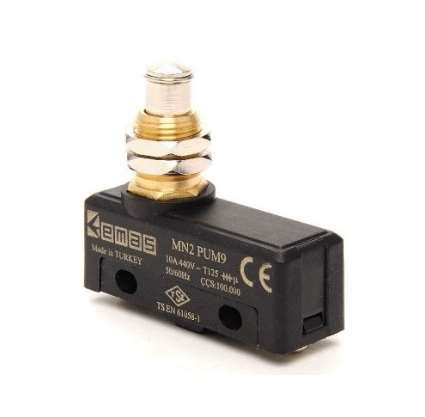 emas
Made in TURKEY
MN2 PUM9
10A 440V~ T125
50/60Hz
CCS:100.000
CE
TSE
TS EN 61058-1